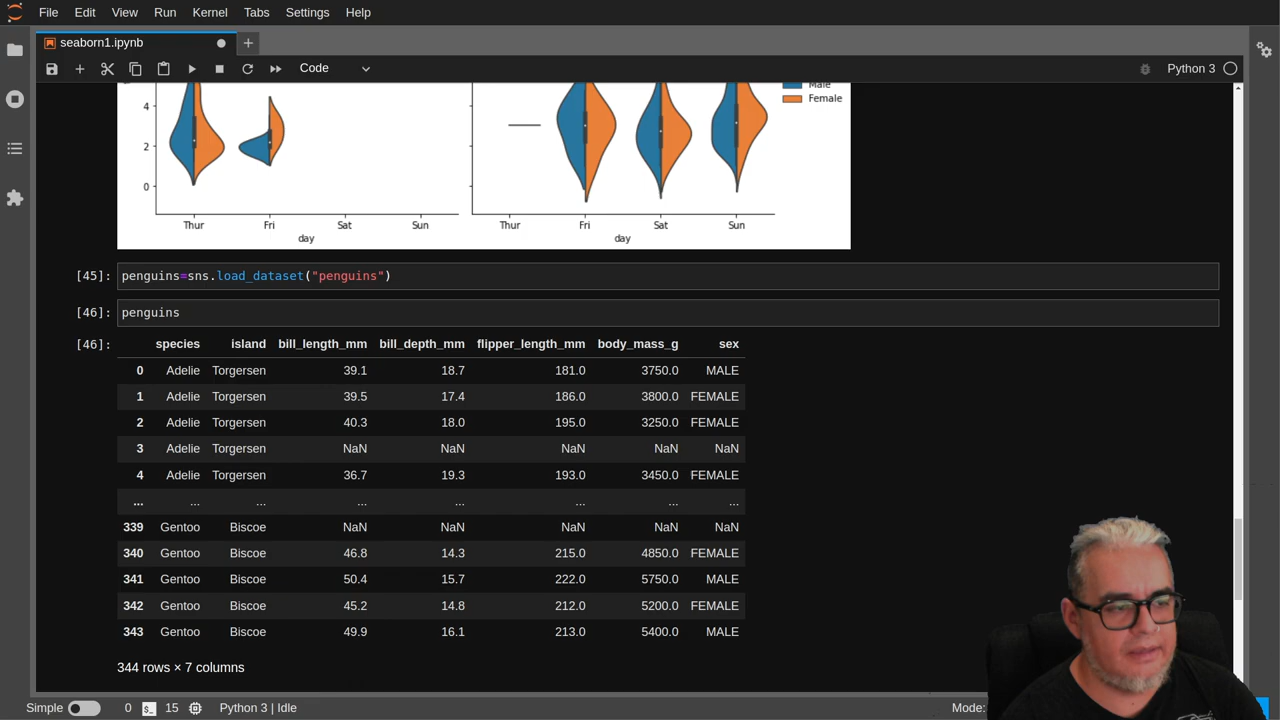 File Edit View Run Kernel Tabs Settings Help
seaborn1.ipynb
Code
Python 3
4
2
0
Male
Female
Thur Fri Sat Sun
Thur Fri Sat Sun
day
day
[45]: penguins=sns.load_dataset("penguins")
[46]: penguins
[46]: species island bill_length_mm bill_depth_mm flipper_length_mm body_mass_g sex
0 Adelie Torgersen 39.1 18.7 181.0 3750.0 MALE
1 Adelie Torgersen 39.5 17.4 186.0 3800.0 FEMALE
2 Adelie Torgersen 40.3 18.0 195.0 3250.0 FEMALE
3 Adelie Torgersen NaN NaN NaN NaN NaN
4 Adelie Torgersen 36.7 19.3 193.0 3450.0 FEMALE
... ... ... ... ... ... ... ...
339 Gentoo Biscoe NaN NaN NaN NaN NaN
340 Gentoo Biscoe 46.8 14.3 215.0 4850.0 FEMALE
341 Gentoo Biscoe 50.4 15.7 222.0 5750.0 MALE
342 Gentoo Biscoe 45.2 14.8 212.0 5200.0 FEMALE
343 Gentoo Biscoe 49.9 16.1 213.0 5400.0 MALE
344 rows × 7 columns
Simple 0 $_ 15 Python 3 | Idle Mode: